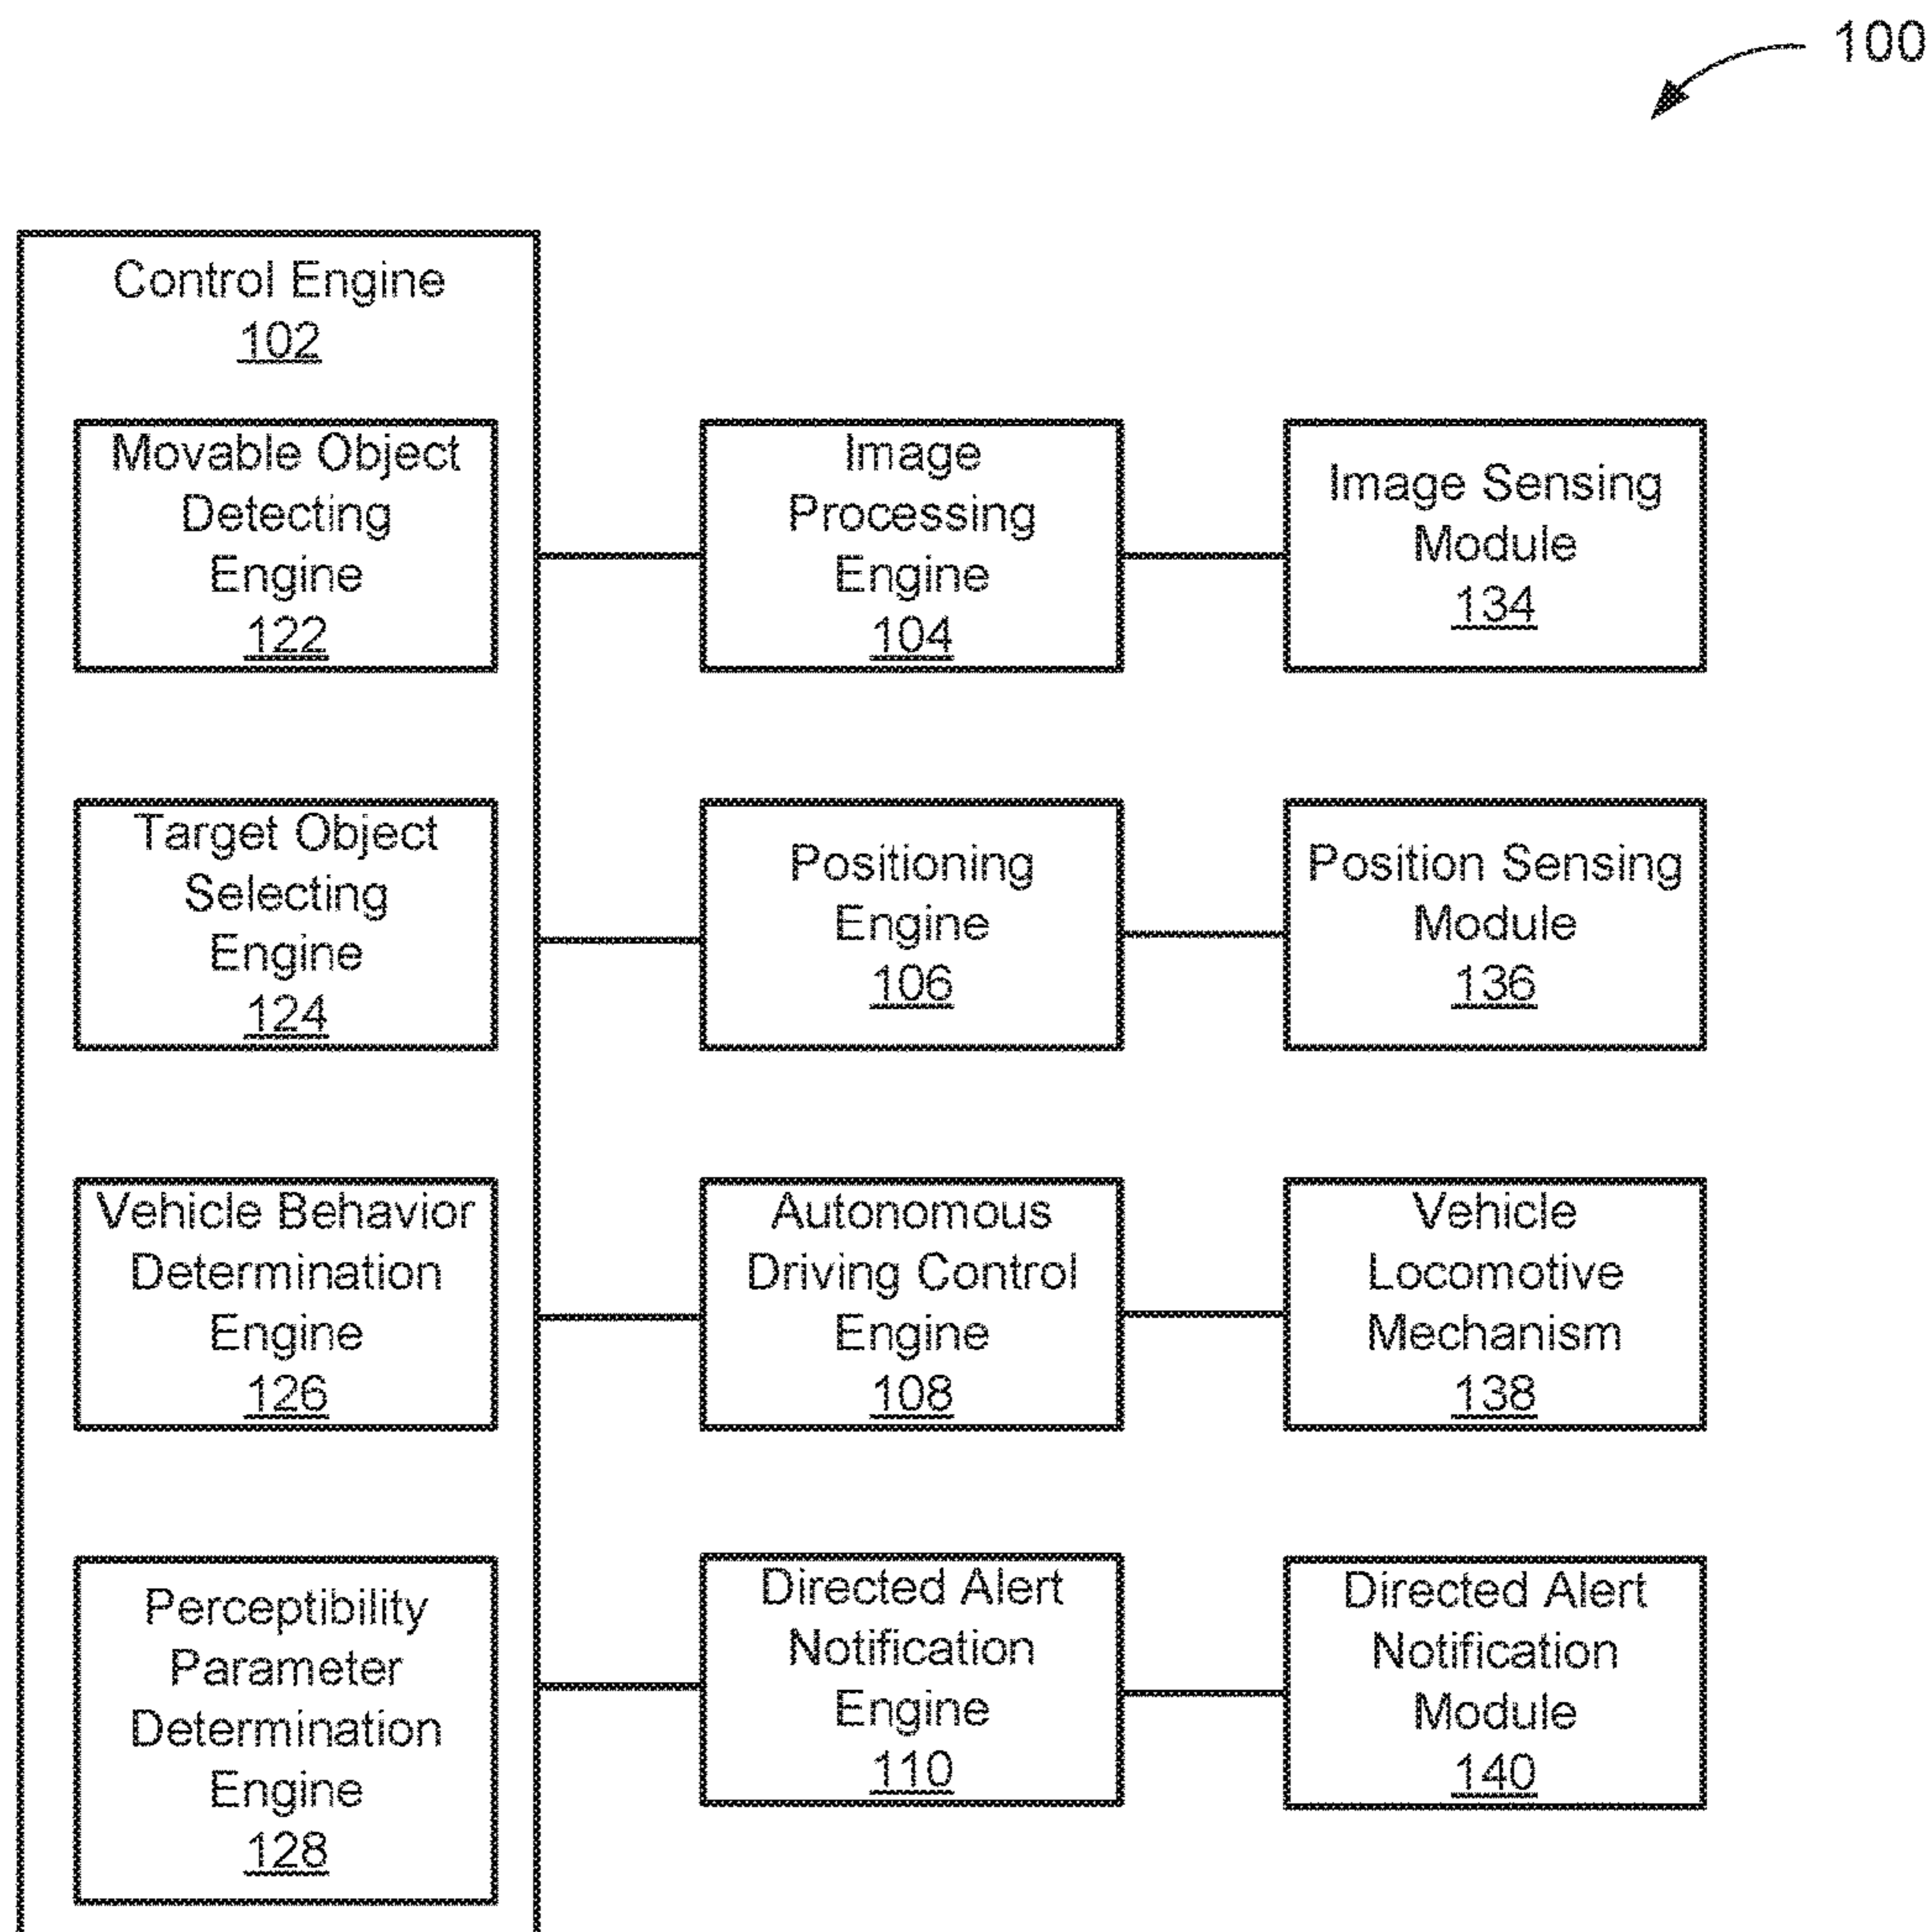 100
Control Engine
102
Movable Object
Detecting
Engine
122
Image
Processing
Engine
104
Image Sensing
Module
134
Target Object
Selecting
Engine
124
Positioning
Engine
106
Position Sensing
Module
136
Vehicle Behavior
Determination
Engine
126
Autonomous
Driving Control
Engine
108
Vehicle
Locomotive
Mechanism
138
Perceptibility
Parameter
Determination
Engine
128
Directed Alert
Notification
Engine
110
Directed Alert
Notification
Module
140